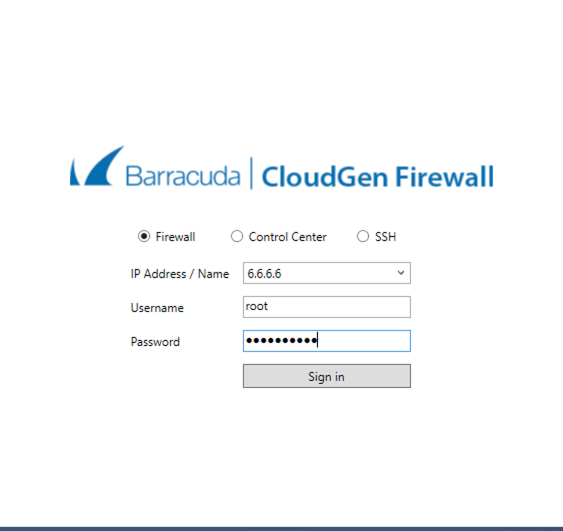 Barracuda | CloudGen Firewall
Firewall Control Center SSH
IP Address / Name 6.6.6.6
Username root
Password ••••••••••
Sign in